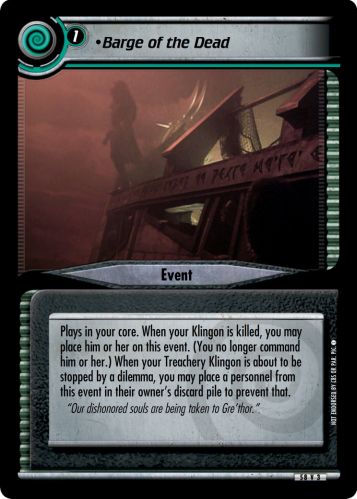 1
•Barge of the Dead
Event
Plays in your core. When your Klingon is killed, you may
place him or her on this event. (You no longer command
him or her.) When your Treachery Klingon is about to be
stopped by a dilemma, you may place a personnel from
this event in their owner's discard pile to prevent that.
"Our dishonored souls are being taken to Gre'thor."
NOT ENDORSED BY CBS OR PAR. PIC.
58 V 3